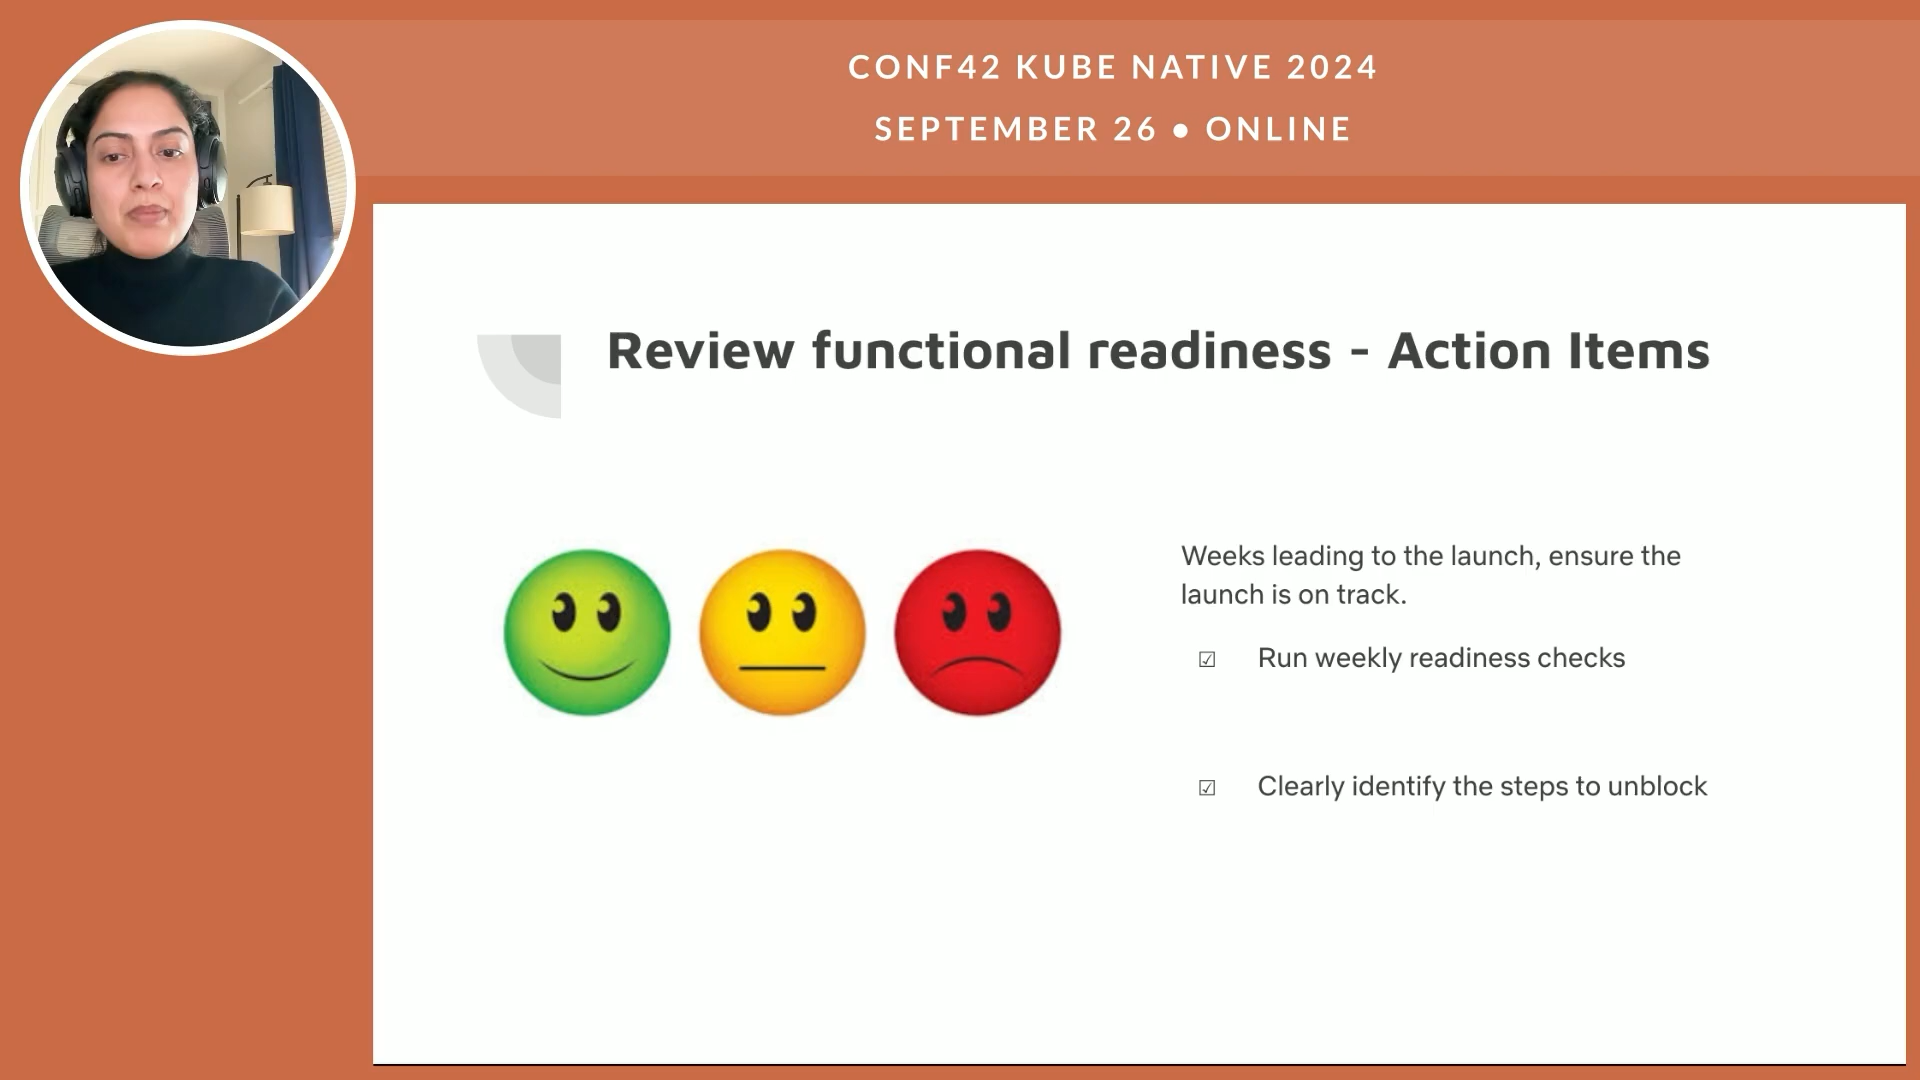 CONF42 KUBE NATIVE 2024
SEPTEMBER 26 • ONLINE
Review functional readiness - Action Items
Weeks leading to the launch, ensure the
launch is on track.
☑ Run weekly readiness checks
☑ Clearly identify the steps to unblock